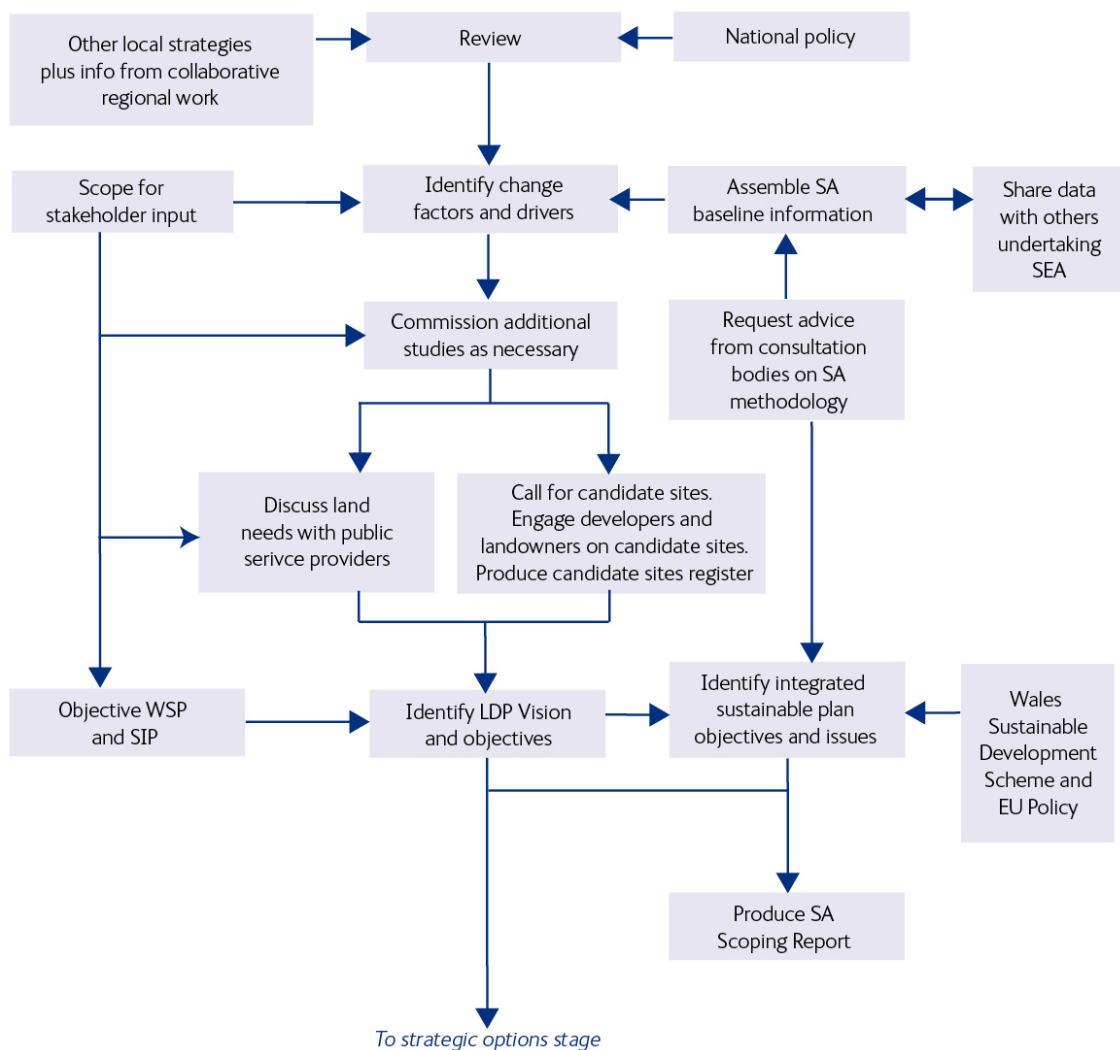 Other local strategies
plus info from collaborative
regional work
Review
National policy
Scope for
stakeholder input
Identify change
factors and drivers
Assemble SA
baseline information
Share data
with others
undertaking
SEA
Commission additional
studies as necessary
Request advice
from consultation
bodies on SA
methodology
Discuss land
needs with public
serivce providers
Call for candidate sites.
Engage developers and
landowners on candidate sites.
Produce candidate sites register
Objective WSP
and SIP
Identify LDP Vision
and objectives
Identify integrated
sustainable plan
objectives and issues
Wales
Sustainable
Development
Scheme and
EU Policy
Produce SA
Scoping Report
To strategic options stage